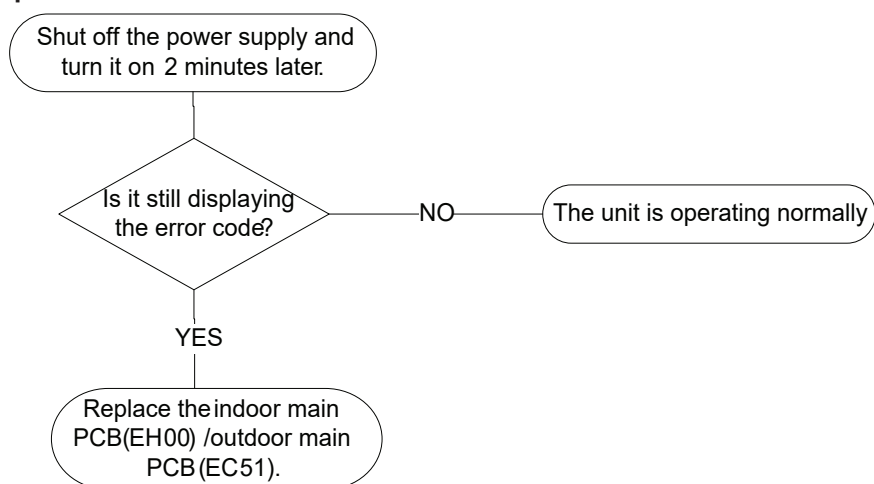 Shut off the power supply and
turn it on 2 minutes later.
Is it still displaying
the error code?
NO
The unit is operating normally
YES
Replace the indoor main
PCB(EH00) /outdoor main
PCB(EC51).